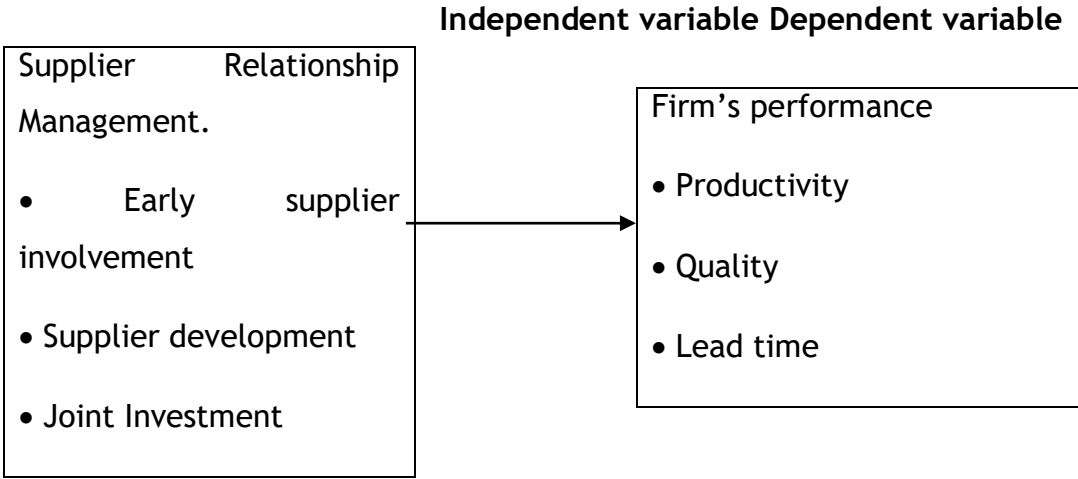 Independent variable Dependent variable
Supplier Relationship
Management.
• Early supplier
involvement
• Supplier development
• Joint Investment
Firm’s performance
• Productivity
• Quality
• Lead time